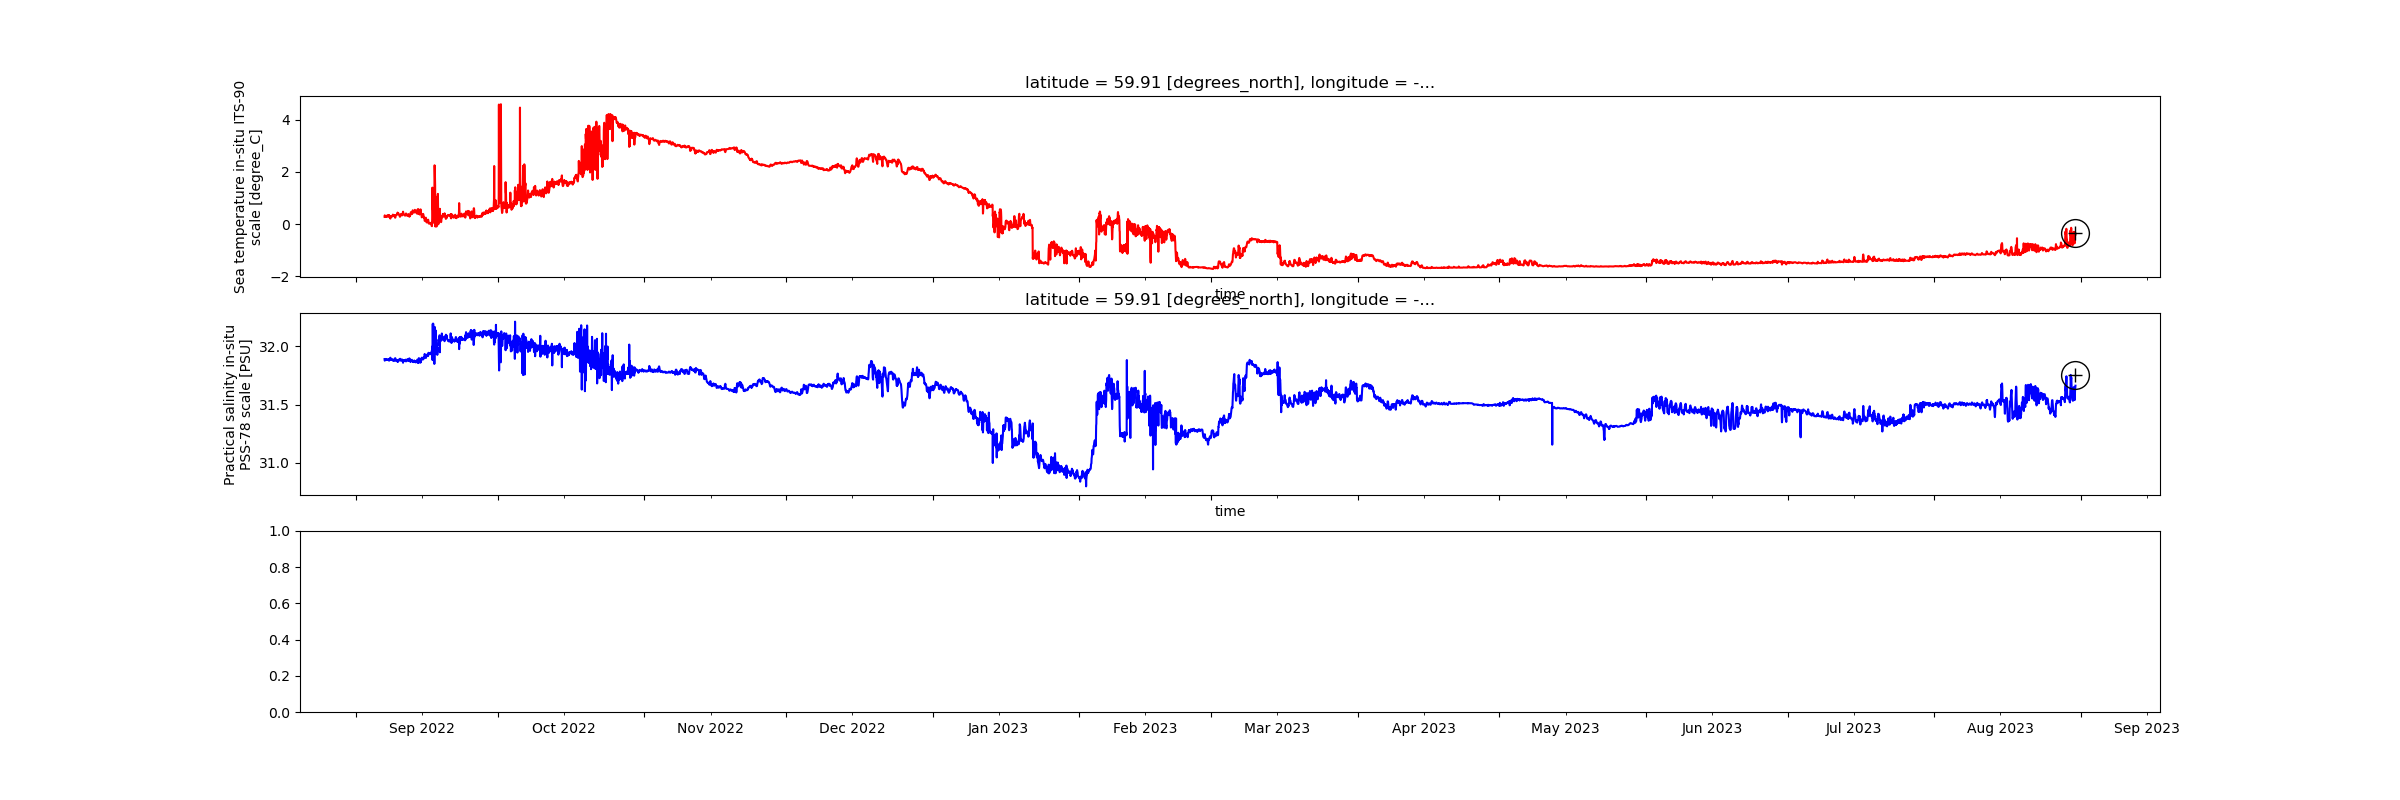 latitude = 59.91 [degrees_north], longitude = -...
Sea temperature in-situ ITS-90
scale [degree_C]
4
2
0
−2
time
latitude = 59.91 [degrees_north], longitude = -...
Practical salinity in-situ
PSS-78 scale [PSU]
32.0
31.5
31.0
time
1.0
0.8
0.6
0.4
0.2
0.0
Sep 2022 Oct 2022 Nov 2022 Dec 2022 Jan 2023 Feb 2023 Mar 2023 Apr 2023 May 2023 Jun 2023 Jul 2023 Aug 2023 Sep 2023